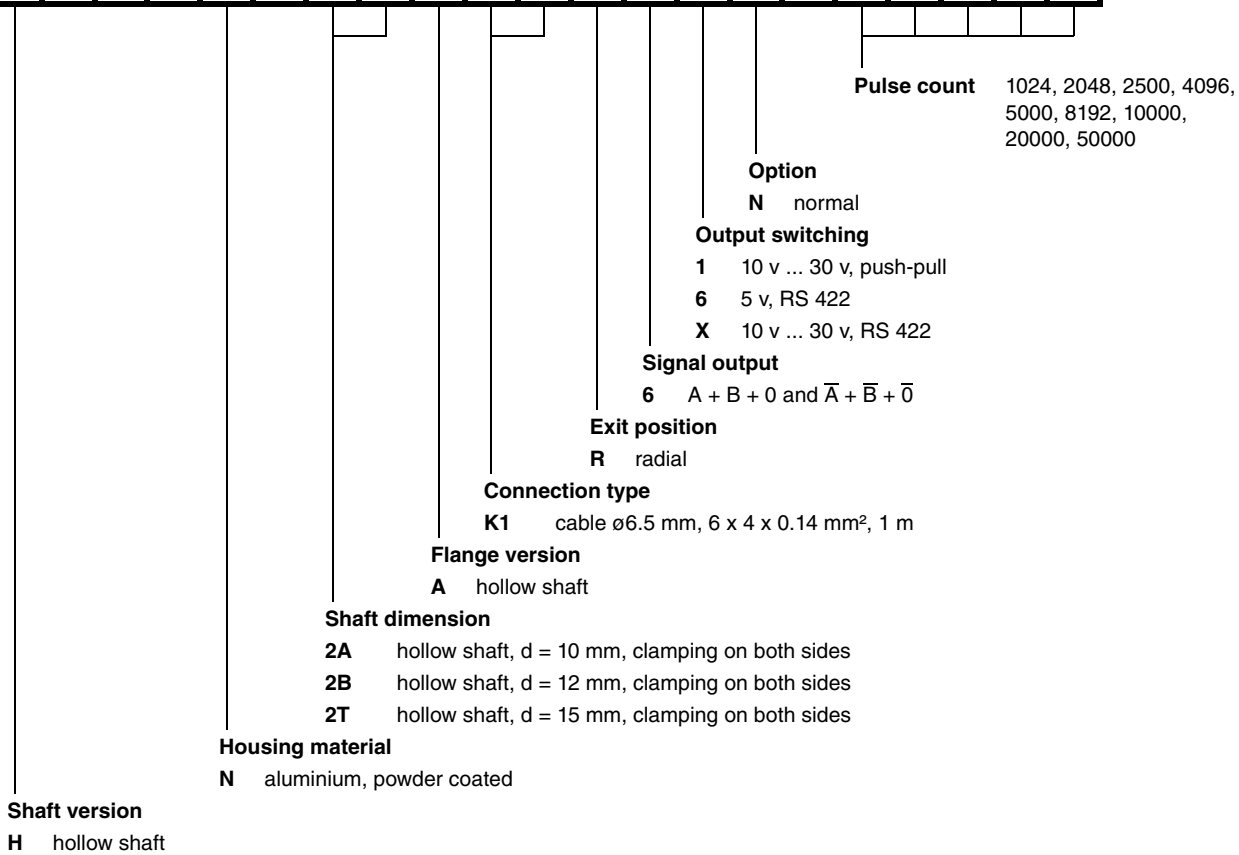 Pulse count 1024, 2048, 2500, 4096,
5000, 8192, 10000,
20000, 50000
Option
N normal
Output switching
1 10 v ... 30 v, push-pull
6 5 v, RS 422
X 10 v ... 30 v, RS 422
Signal output
6 A + B + 0 and A̅ + B̅ + 0̅
Exit position
R radial
Connection type
K1 cable ø6.5 mm, 6 x 4 x 0.14 mm², 1 m
Flange version
A hollow shaft
Shaft dimension
2A hollow shaft, d = 10 mm, clamping on both sides
2B hollow shaft, d = 12 mm, clamping on both sides
2T hollow shaft, d = 15 mm, clamping on both sides
Housing material
N aluminium, powder coated
Shaft version
H hollow shaft